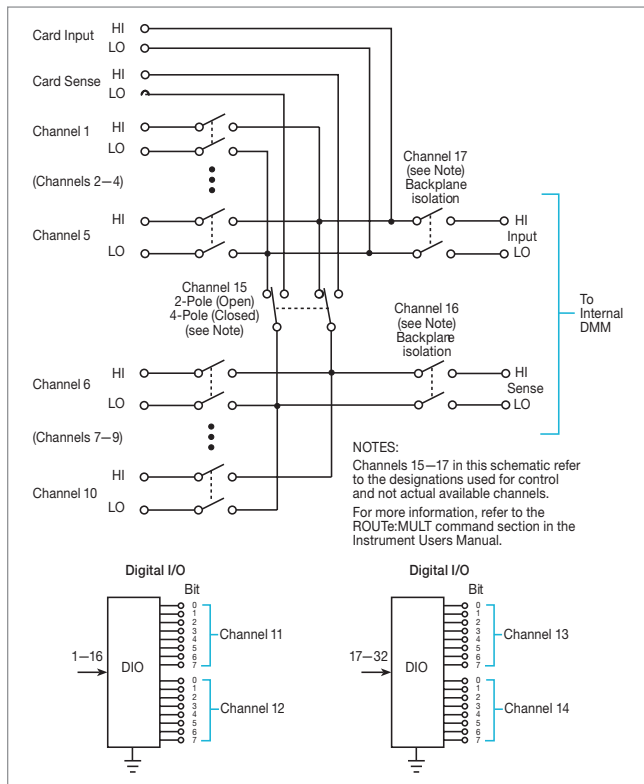 Card Input HI
LO
Card Sense HI
LO
Channel 1 HI
LO
(Channels 2—4)
Channel 5 HI
LO
Channel 17
(see Note)
Backplane
isolation
HI
Input
LO
Channel 15
2-Pole (Open)
4-Pole (Closed)
(see Note)
Channel 16
(see Note)
Backplane
isolation
To
Internal
DMM
Channel 6 HI
LO
HI
Sense
LO
(Channels 7—9)
Channel 10 HI
LO
NOTES:
Channels 15—17 in this schematic refer
to the designations used for control
and not actual available channels.
For more information, refer to the
ROUTe:MULT command section in the
Instrument Users Manual.
Digital I/O
Bit
1—16
DIO
0
1
2
3
4
5
6
7
Channel 11
0
1
2
3
4
5
6
7
Channel 12
Digital I/O
Bit
17—32
DIO
0
1
2
3
4
5
6
7
Channel 13
0
1
2
3
4
5
6
7
Channel 14